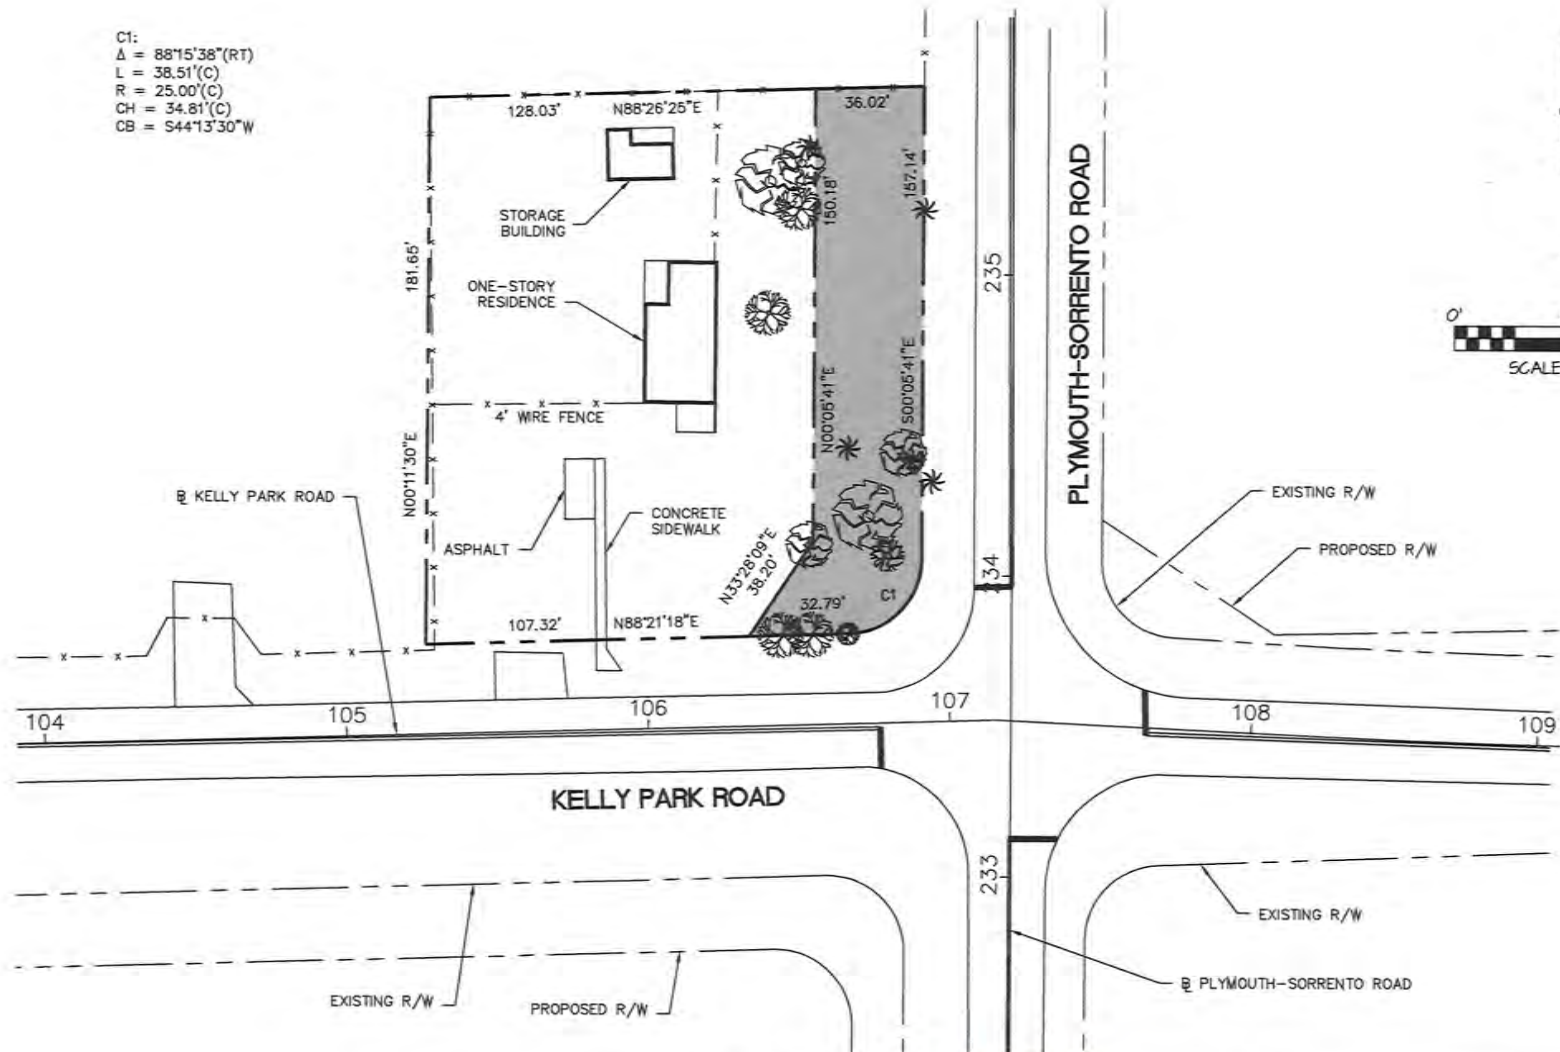 C1:
Δ = 88°15'38"(RT)
L = 38.51'(C)
R = 25.00'(C)
CH = 34.81'(C)
CB = S44°13'30"W
128.03'
N88°26'25"E
36.02'
STORAGE
BUILDING
150.18'
157.14'
PLYMOUTH-SORRENTO ROAD
181.65'
ONE-STORY
RESIDENCE
235
0'
SCALE
4' WIRE FENCE
N00°05'41"E
S00°05'41"E
N00°11'30"E
℄ KELLY PARK ROAD
ASPHALT
CONCRETE
SIDEWALK
EXISTING R/W
PROPOSED R/W
N33°28'09"E
38.20'
32.79'
C1
234
107.32'
N88°21'18"E
104
105
106
107
108
109
KELLY PARK ROAD
233
EXISTING R/W
℄ PLYMOUTH-SORRENTO ROAD
EXISTING R/W
PROPOSED R/W